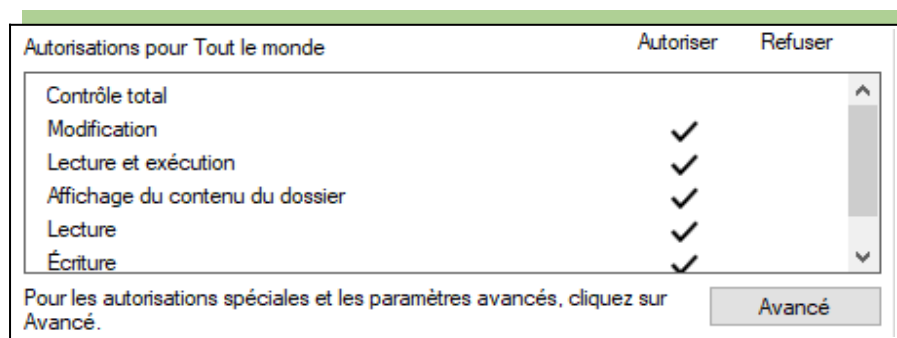 Autorisations pour Tout le monde Autoriser Refuser
Contrôle total
Modification
Lecture et exécution
Affichage du contenu du dossier
Lecture
Écriture
Pour les autorisations spéciales et les paramètres avancés, cliquez sur
Avancé.
Avancé